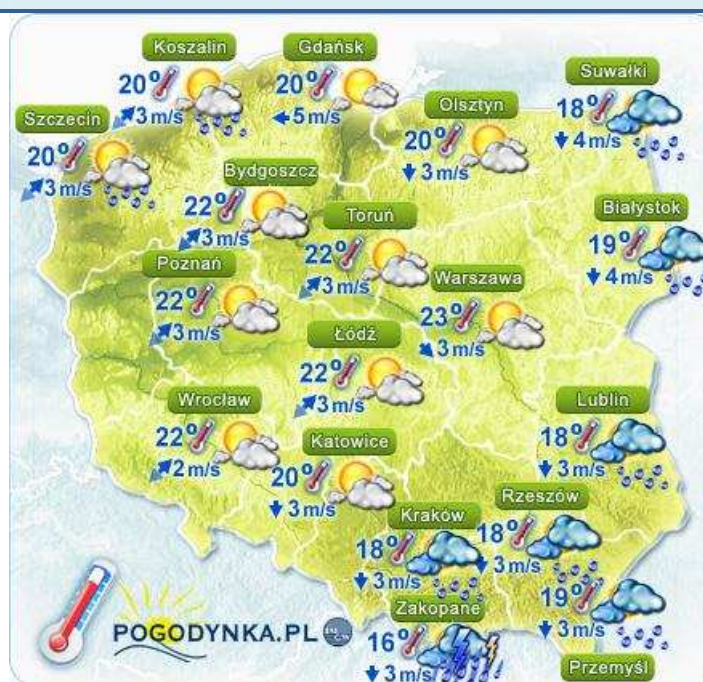 Koszalin
20°
3 m/s
Gdańsk
20°
5 m/s
Suwałki
18°
4 m/s
Szczecin
20°
3 m/s
Olsztyn
20°
3 m/s
Bydgoszcz
22°
3 m/s
Toruń
22°
3 m/s
Białystok
19°
4 m/s
Poznań
22°
3 m/s
Warszawa
23°
3 m/s
Łódź
22°
3 m/s
Wrocław
22°
2 m/s
Katowice
20°
3 m/s
Lublin
18°
3 m/s
Kraków
18°
3 m/s
Rzeszów
18°
3 m/s
Zakopane
16°
3 m/s
19°
3 m/s
Przemyśl
POGODYNKA.PL